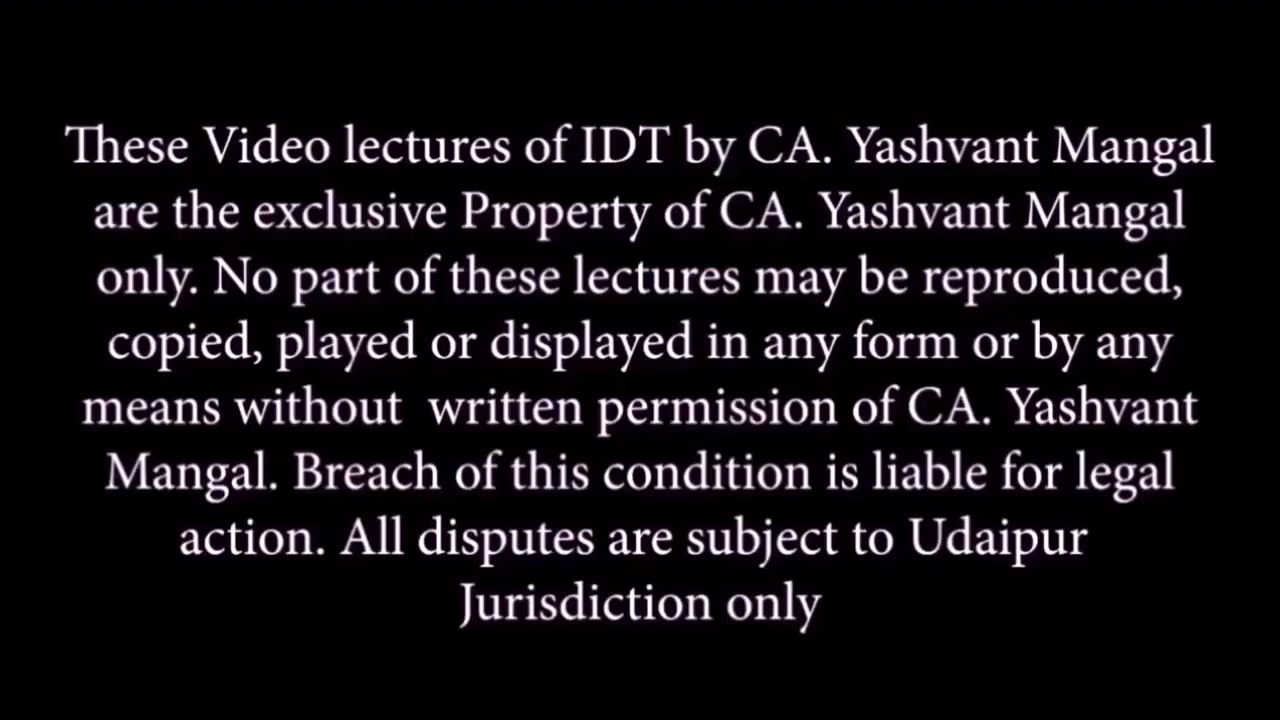 These Video lectures of IDT by CA. Yashvant Mangal
are the exclusive Property of CA. Yashvant Mangal
only. No part of these lectures may be reproduced,
copied, played or displayed in any form or by any
means without  written permission of CA. Yashvant
Mangal. Breach of this condition is liable for legal
action. All disputes are subject to Udaipur
Jurisdiction only